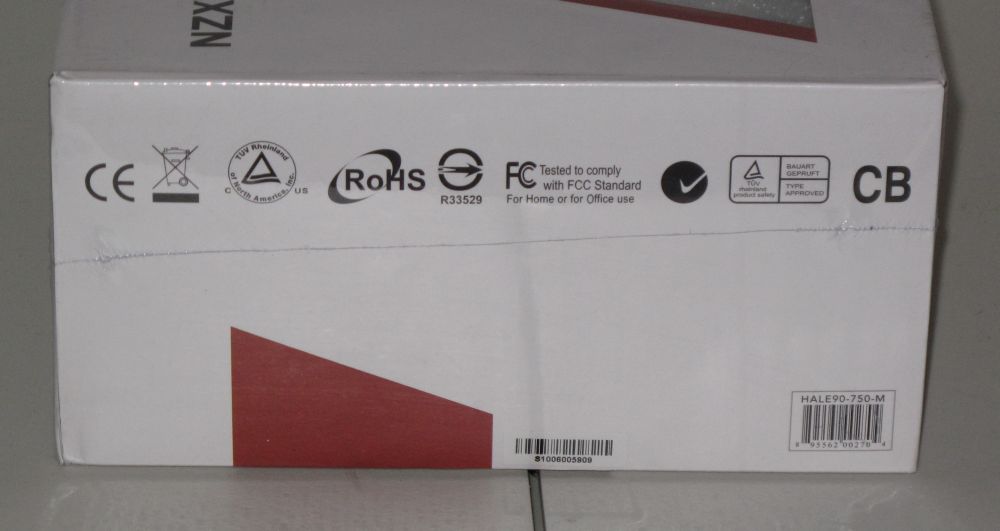 NZX
CE
TÜV Rheinland
of North America, Inc.
C US
RoHS
R33529
FC Tested to comply
with FCC Standard
For Home or for Office use
TÜV
rheinland
product safety
BAUART
GEPRUFT
TYPE
APPROVED
CB
HALE90-750-M
8 95562 00270 4
S1006005809